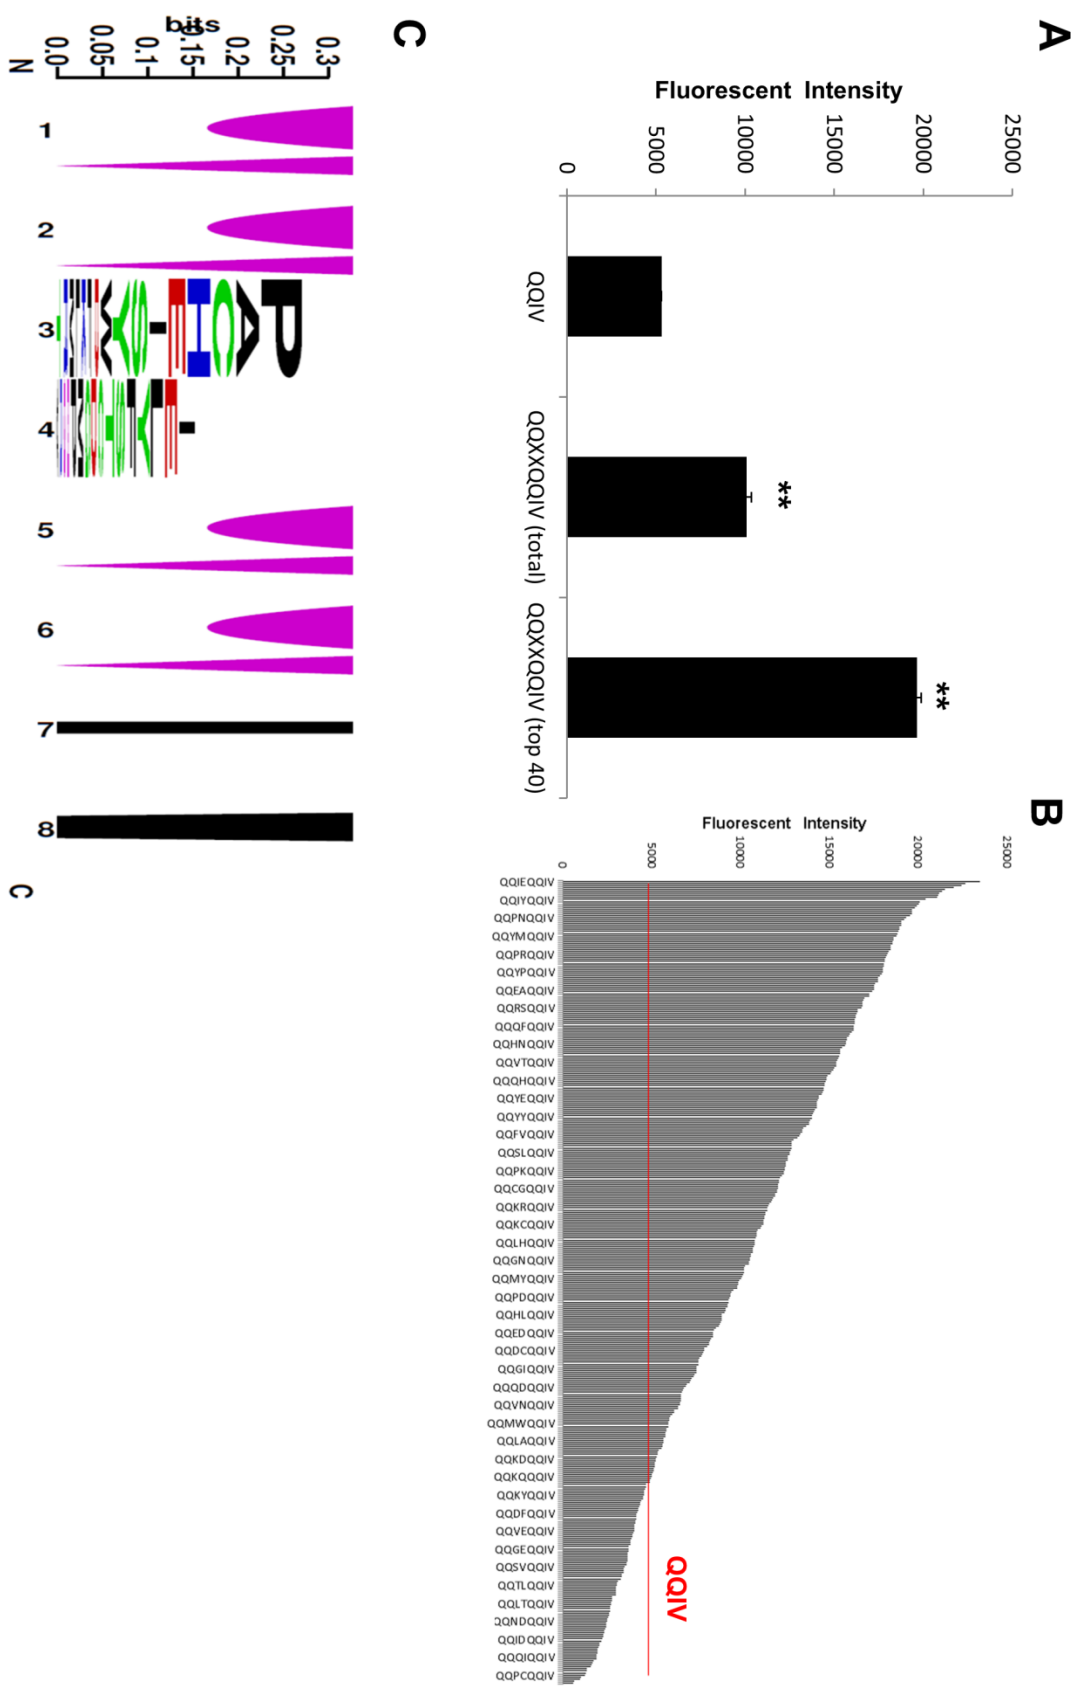 A
Fluorescent Intensity
25000
20000
15000
10000
5000
0
QQIV
QQXXQQIV (total)
QQXXQQIV (top 40)
**
**
B
Fluorescent Intensity
25000
20000
15000
10000
5000
0
QQIV
QQIEQQIV
QQIYQQIV
QQPNQQIV
QQYMQQIV
QQPRQQIV
QQYPQQIV
QQEAQQIV
QQRSQQIV
QQQFQQIV
QQHNQQIV
QQVTQQIV
QQQHQQIV
QQYEQQIV
QQYYQQIV
QQFVQQIV
QQSLQQIV
QQPKQQIV
QQCGQQIV
QQKRQQIV
QQKCQQIV
QQLHQQIV
QQGNQQIV
QQMYQQIV
QQPDQQIV
QQHLQQIV
QQEDQQIV
QQDCQQIV
QQGIQQIV
QQQDQQIV
QQVNQQIV
QQMWQQIV
QQLAQQIV
QQKDQQIV
QQKQQQIV
QQKYQQIV
QQDFQQIV
QQVEQQIV
QQGEQQIV
QQSVQQIV
QQTLQQIV
QQLTQQIV
QQNDQQIV
QQIDQQIV
QQQIQQIV
QQPCQQIV
C
bits
0.3
0.25
0.2
0.15
0.1
0.05
0.0
P
A
C
H
E
I
S
Y
I
E
F
Y
N
1 2 3 4 5 6 7 8
C